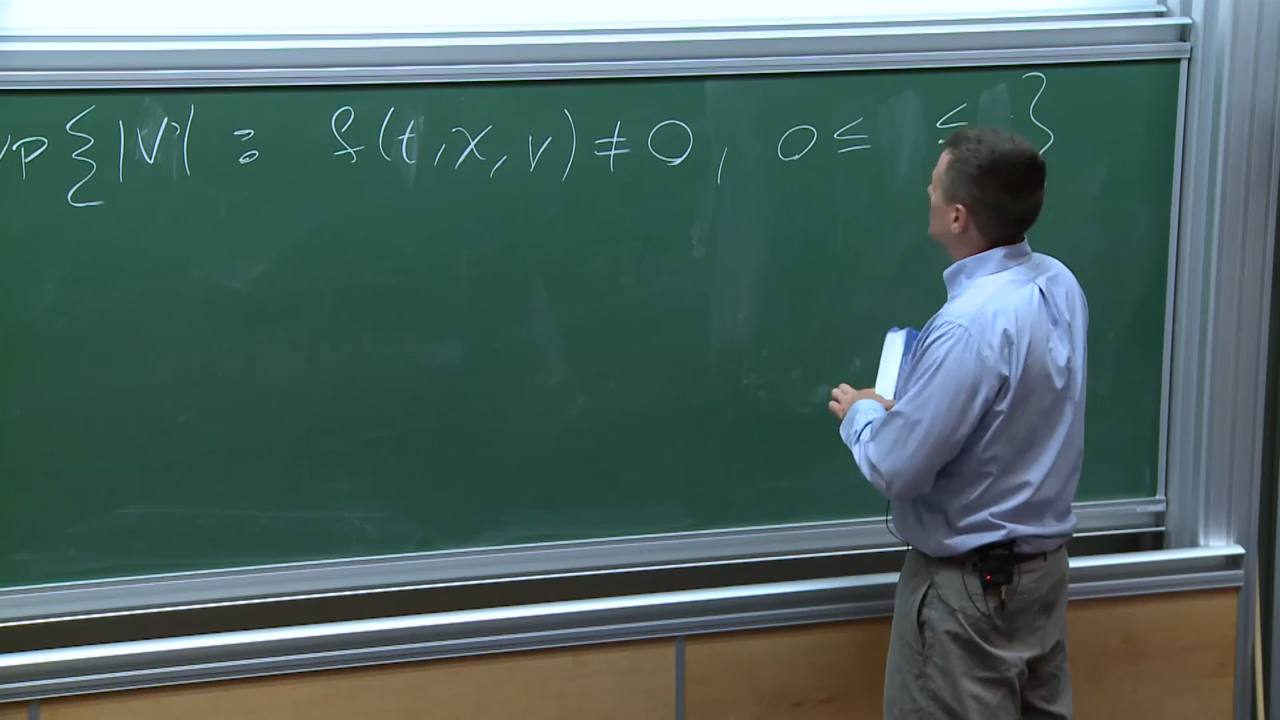 up{|V| : f(t,x,v) ≠ 0, 0 ≤ ≤ }